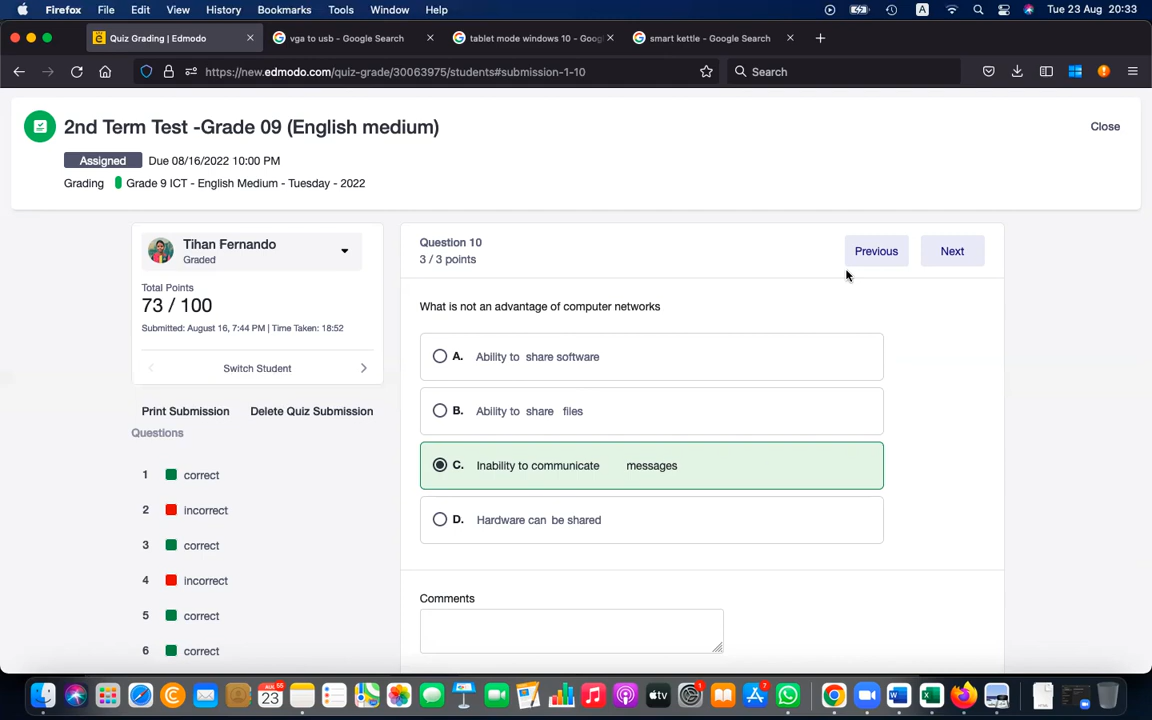 Firefox File Edit View History Bookmarks Tools Window Help A Tue 23 Aug 20:33
Quiz Grading | Edmodo vga to usb - Google Search tablet mode windows 10 - Goog smart kettle - Google Search
https://new.edmodo.com/quiz-grade/30063975/students#submission-1-10 Search
2nd Term Test -Grade 09 (English medium) Close
Assigned Due 08/16/2022 10:00 PM
Grading Grade 9 ICT - English Medium - Tuesday - 2022
Tihan Fernando
Graded
Total Points
73 / 100
Submitted: August 16, 7:44 PM | Time Taken: 18:52
Switch Student
Print Submission Delete Quiz Submission
Questions
1 correct
2 incorrect
3 correct
4 incorrect
5 correct
6 correct
Question 10
3 / 3 points
Previous Next
What is not an advantage of computer networks
A. Ability to share software
B. Ability to share files
C. Inability to communicate messages
D. Hardware can be shared
Comments